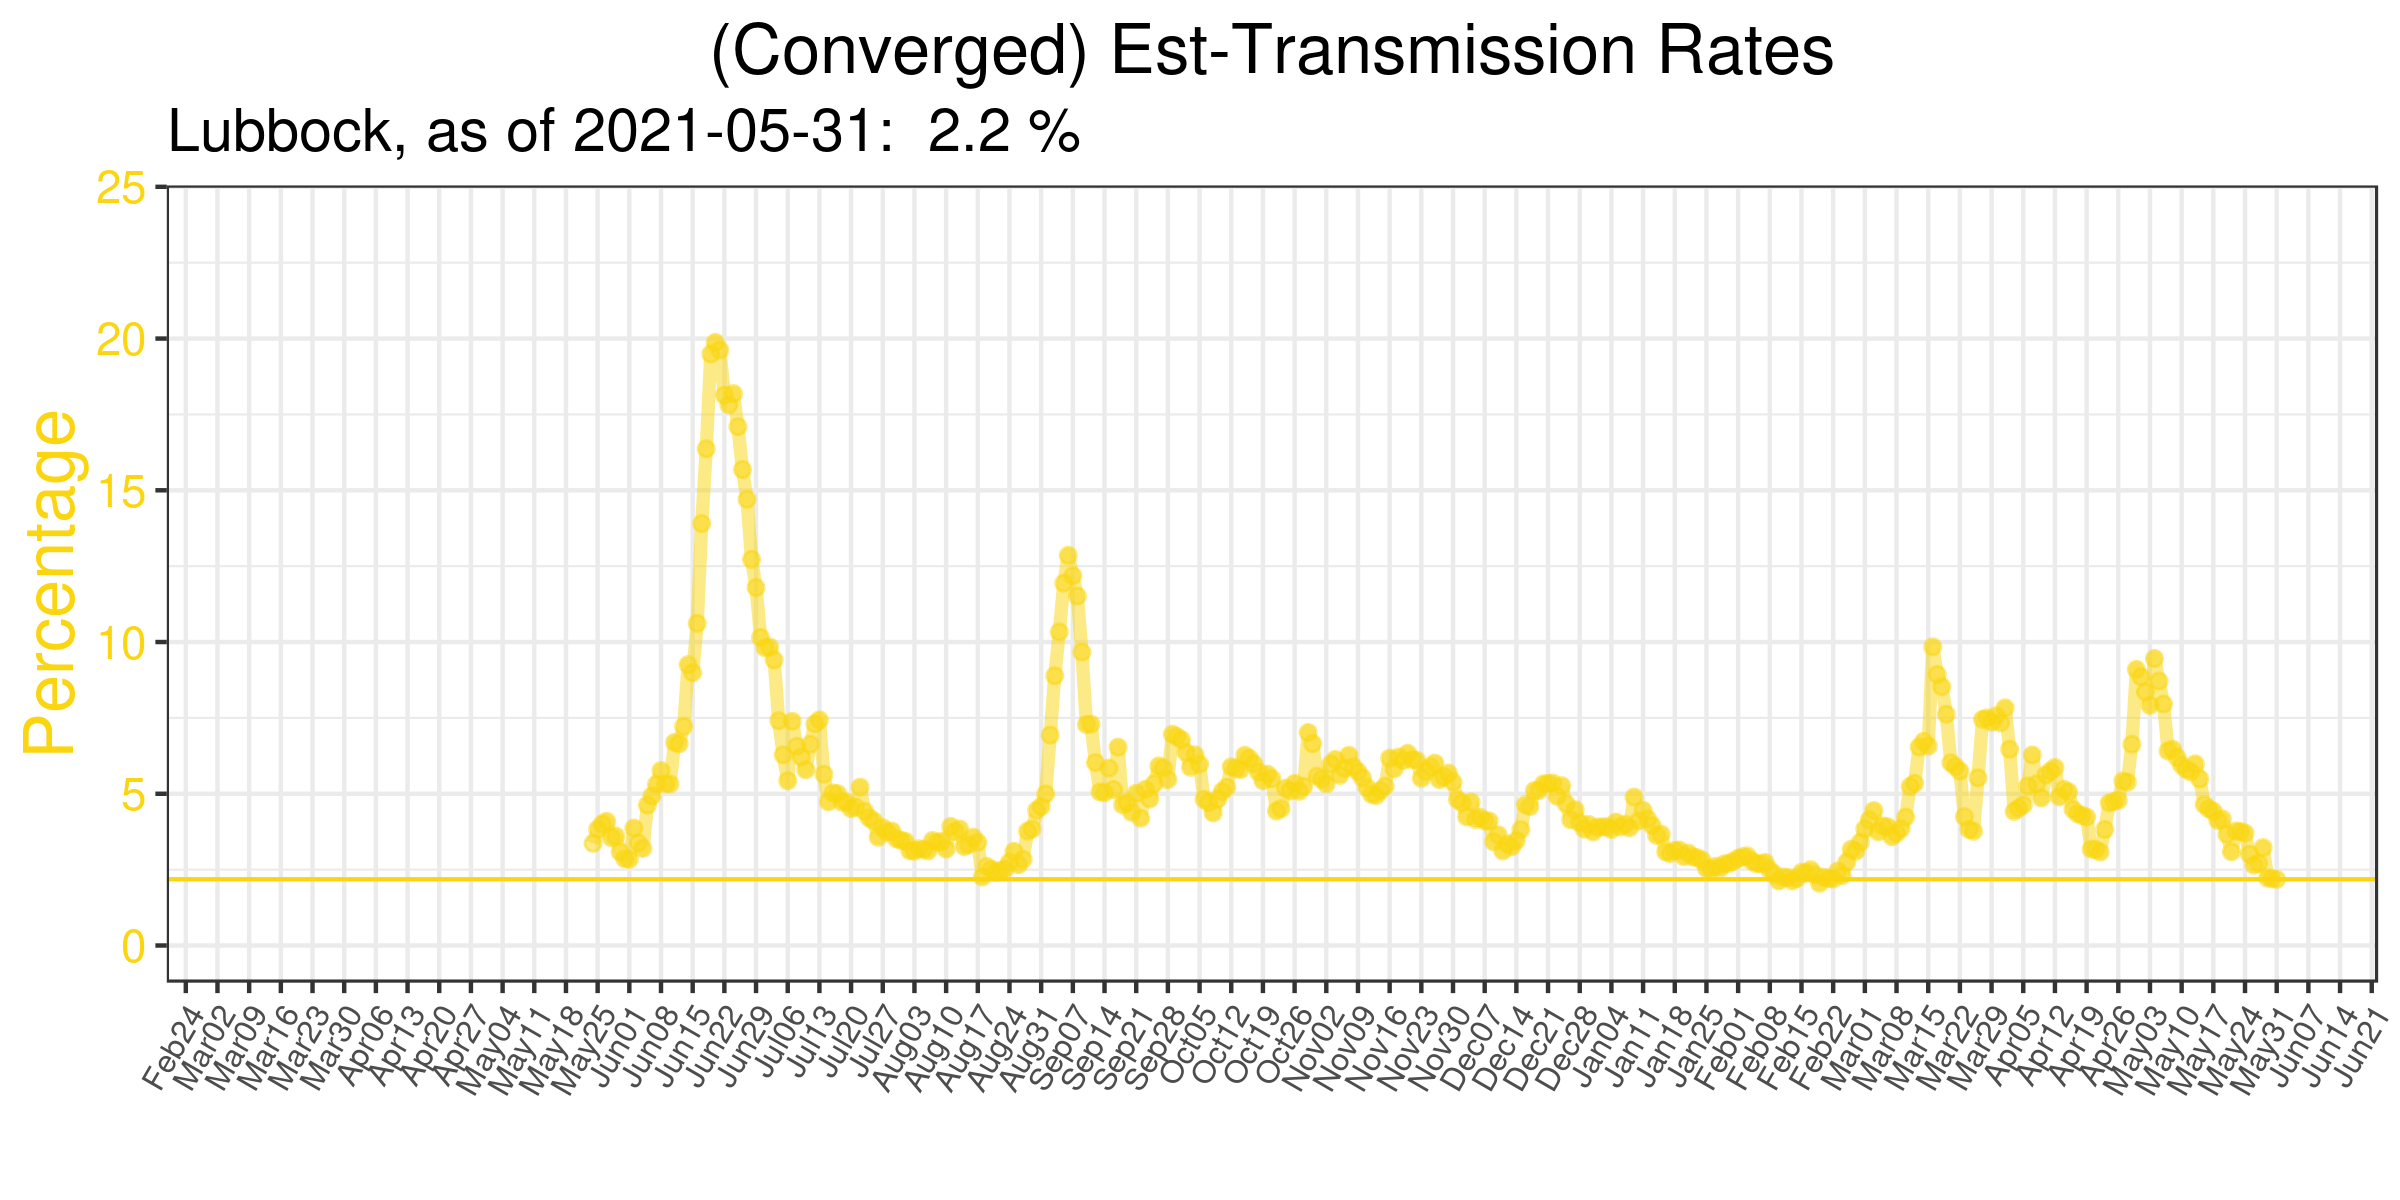 (Converged) Est-Transmission Rates
Lubbock, as of 2021-05-31:  2.2 %
Percentage
25
20
15
10
5
0
Feb24
Mar02
Mar09
Mar16
Mar23
Mar30
Apr06
Apr13
Apr20
Apr27
May04
May11
May18
May25
Jun01
Jun08
Jun15
Jun22
Jun29
Jul06
Jul13
Jul20
Jul27
Aug03
Aug10
Aug17
Aug24
Aug31
Sep07
Sep14
Sep21
Sep28
Oct05
Oct12
Oct19
Oct26
Nov02
Nov09
Nov16
Nov23
Nov30
Dec07
Dec14
Dec21
Dec28
Jan04
Jan11
Jan18
Jan25
Feb01
Feb08
Feb15
Feb22
Mar01
Mar08
Mar15
Mar22
Mar29
Apr05
Apr12
Apr19
Apr26
May03
May10
May17
May24
May31
Jun07
Jun14
Jun21